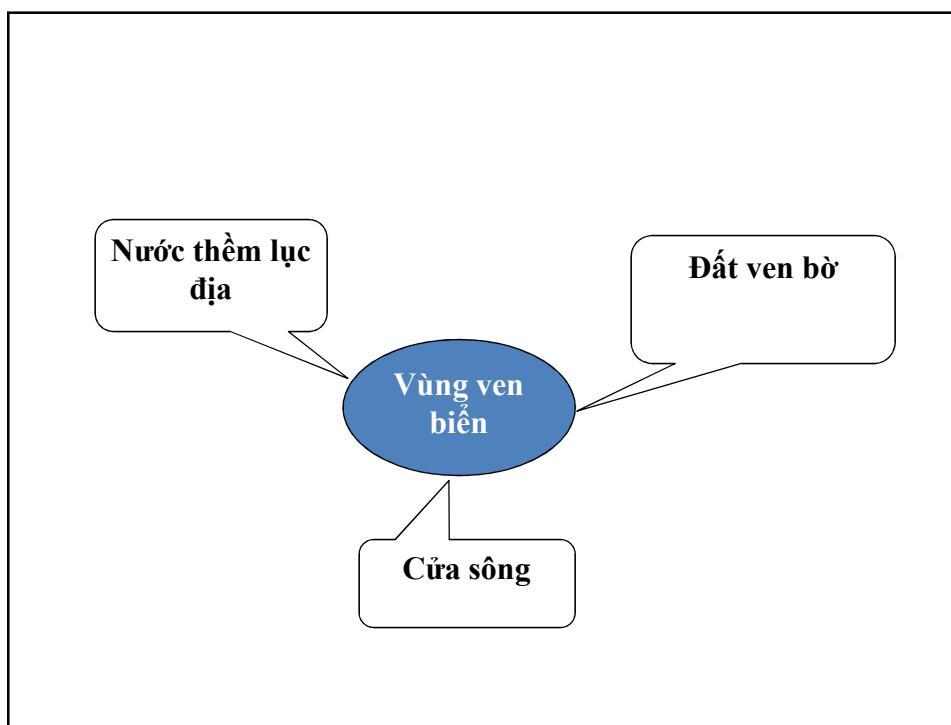 Nước thềm lục
địa
Đất ven bờ
Vùng ven
biển
Cửa sông